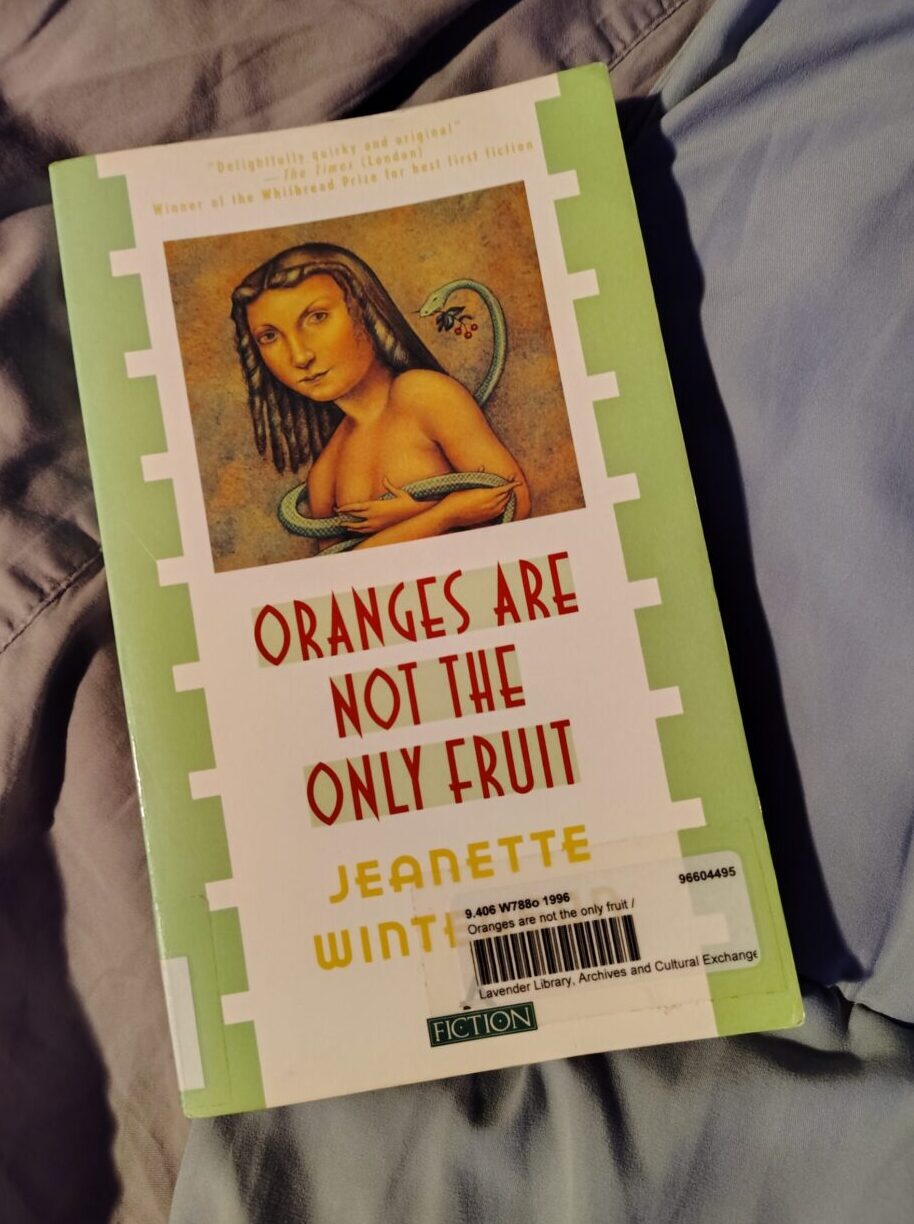 "Delightfully quirky and original"
—The Times (London)
Winner of the Whitbread Prize for best first fiction
ORANGES ARE
NOT THE
ONLY FRUIT
JEANETTE
9.406 W788o 1996
96604495
Oranges are not the only fruit /
Lavender Library, Archives and Cultural Exchange
FICTION